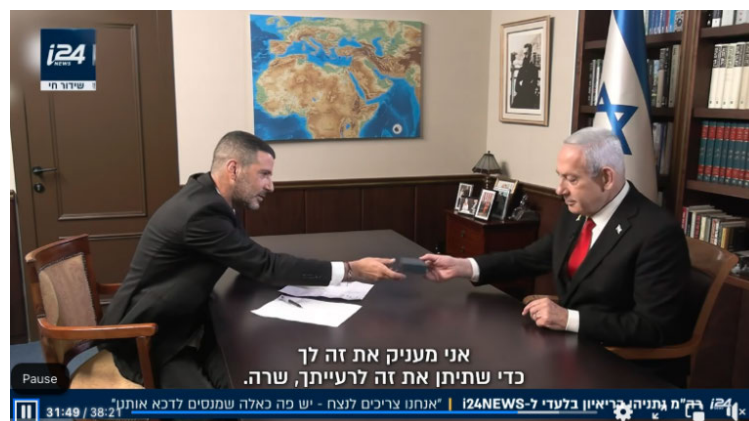 i24
NEWS
שידור חי
אני מעניק את זה לך
כדי שתיתן את זה לרעייתך, שרה.
Pause
רה"מ נתניהו בריאיון בלעדי ל-i24NEWS | "אנחנו צריכים לנצח - יש פה כאלה שמנסים לדכא אותנו"
31:49 / 38:21